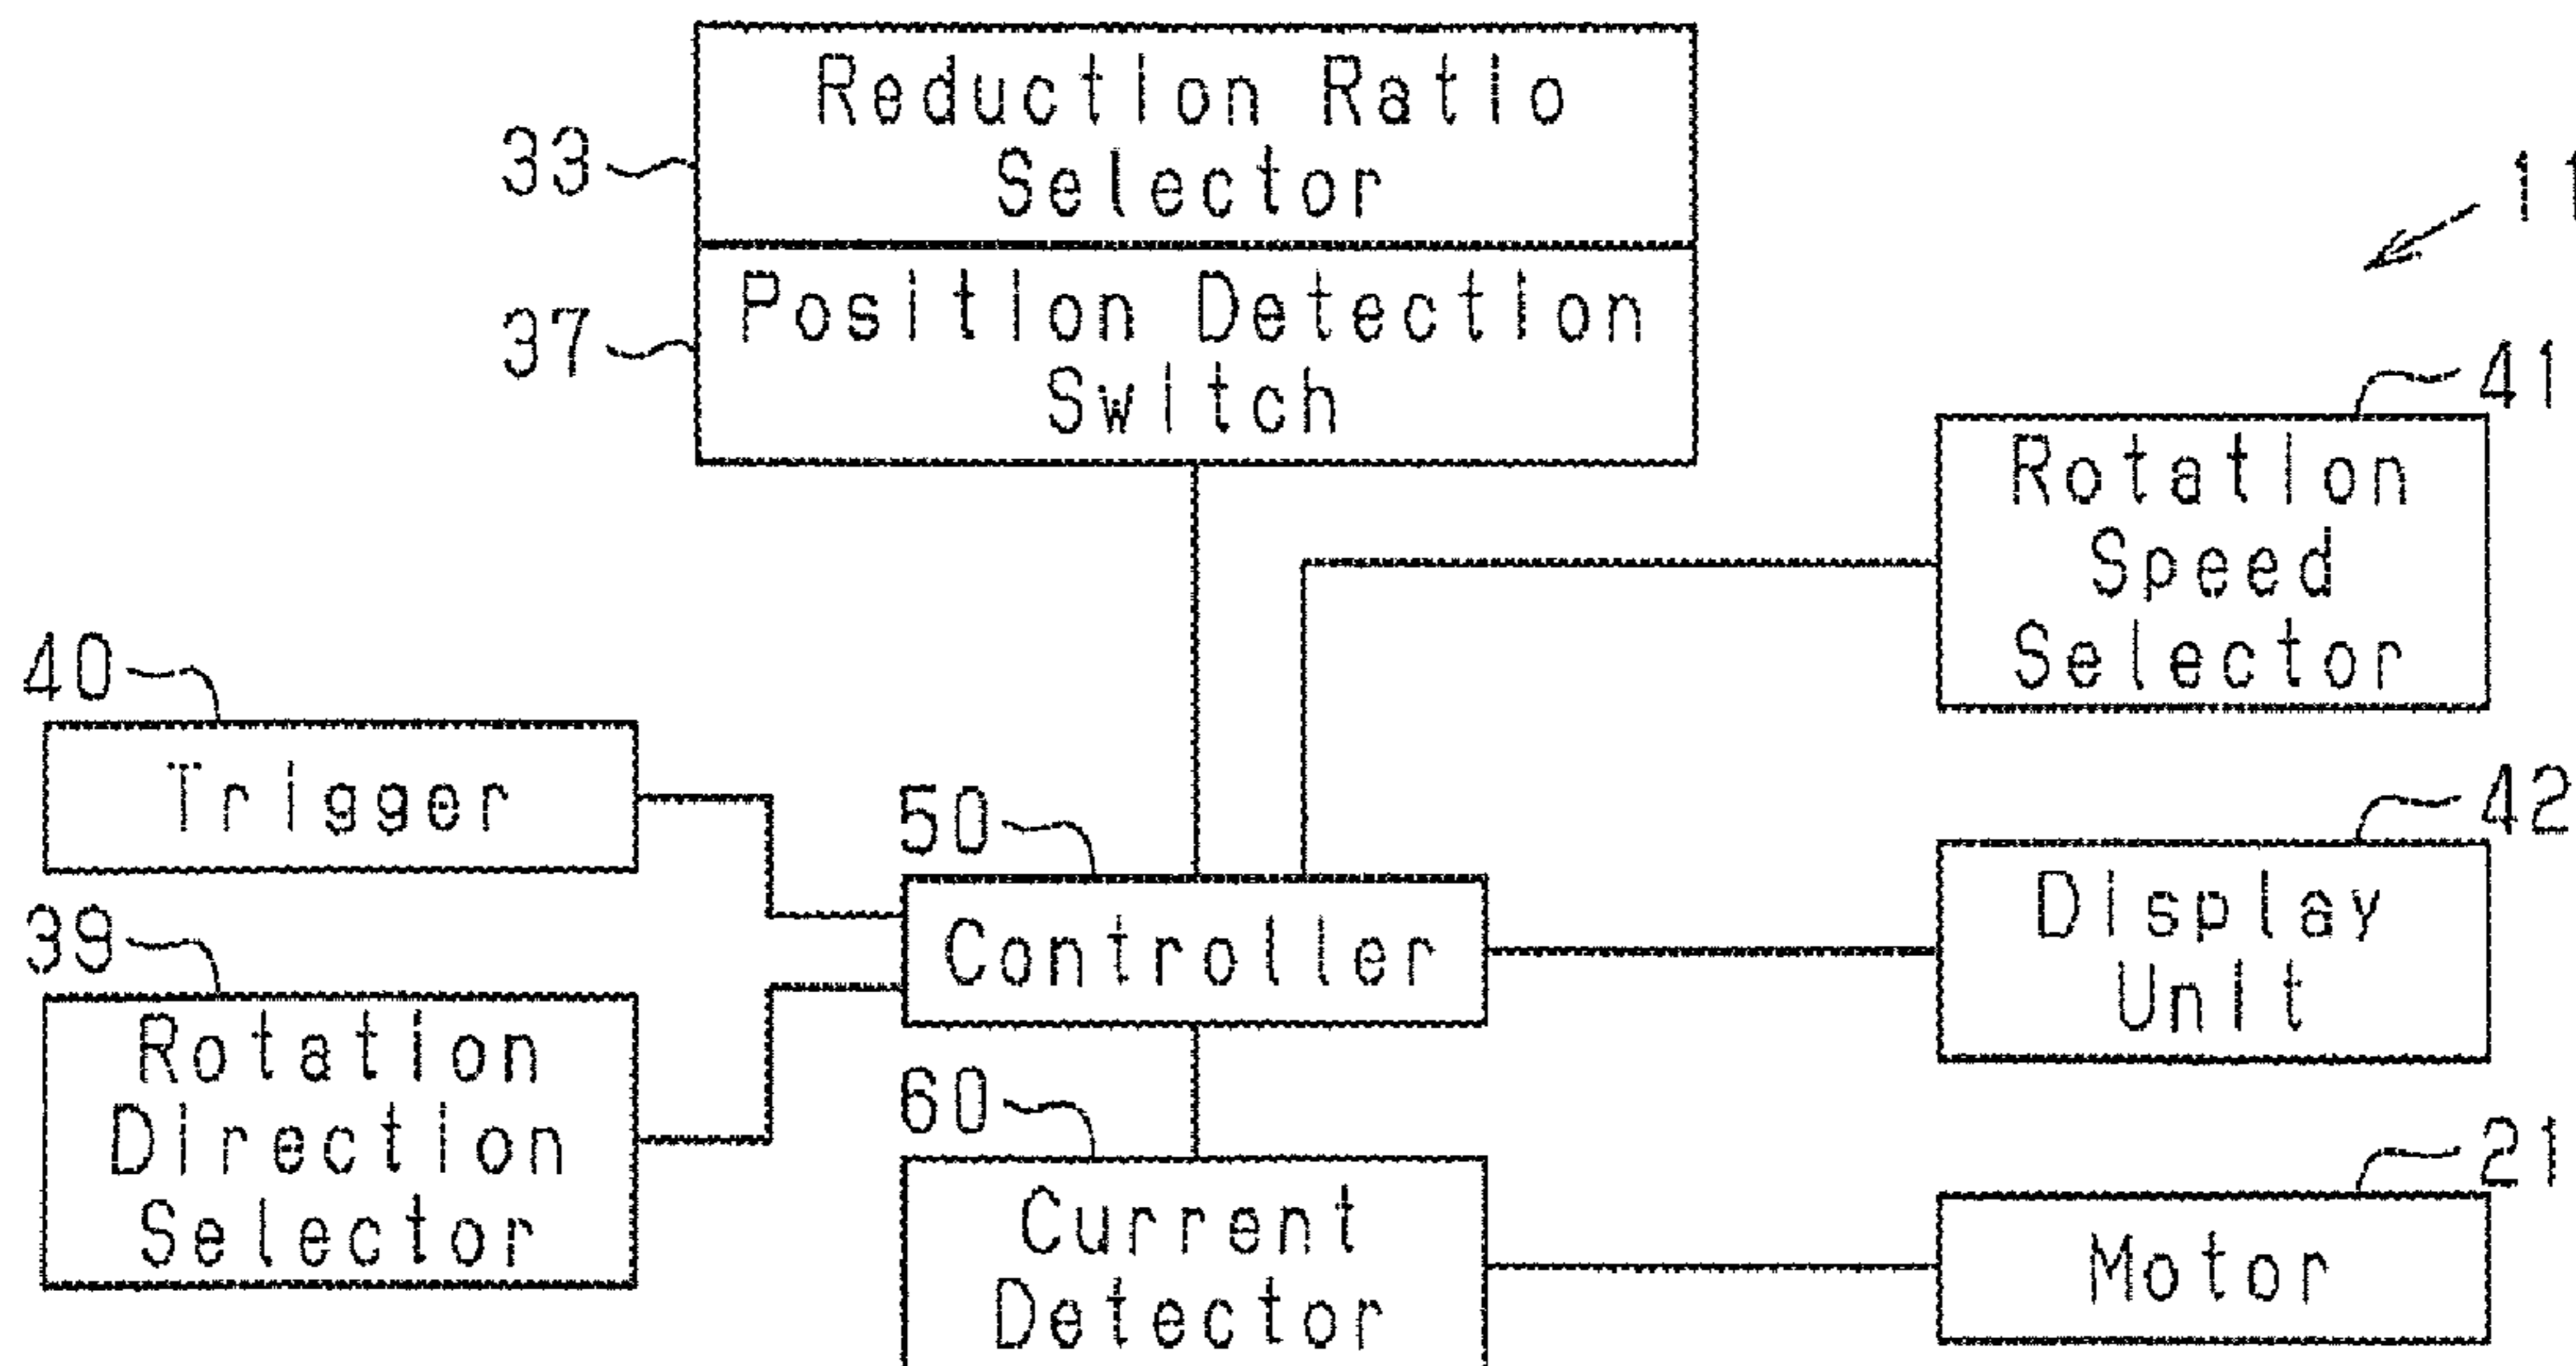 Reduction Ratio
Selector
33
11
Position Detection
Switch
37
41
Rotation
Speed
Selector
40
Trigger
50
Controller
42
Display
Unit
39
Rotation
Direction
Selector
60
Current
Detector
21
Motor